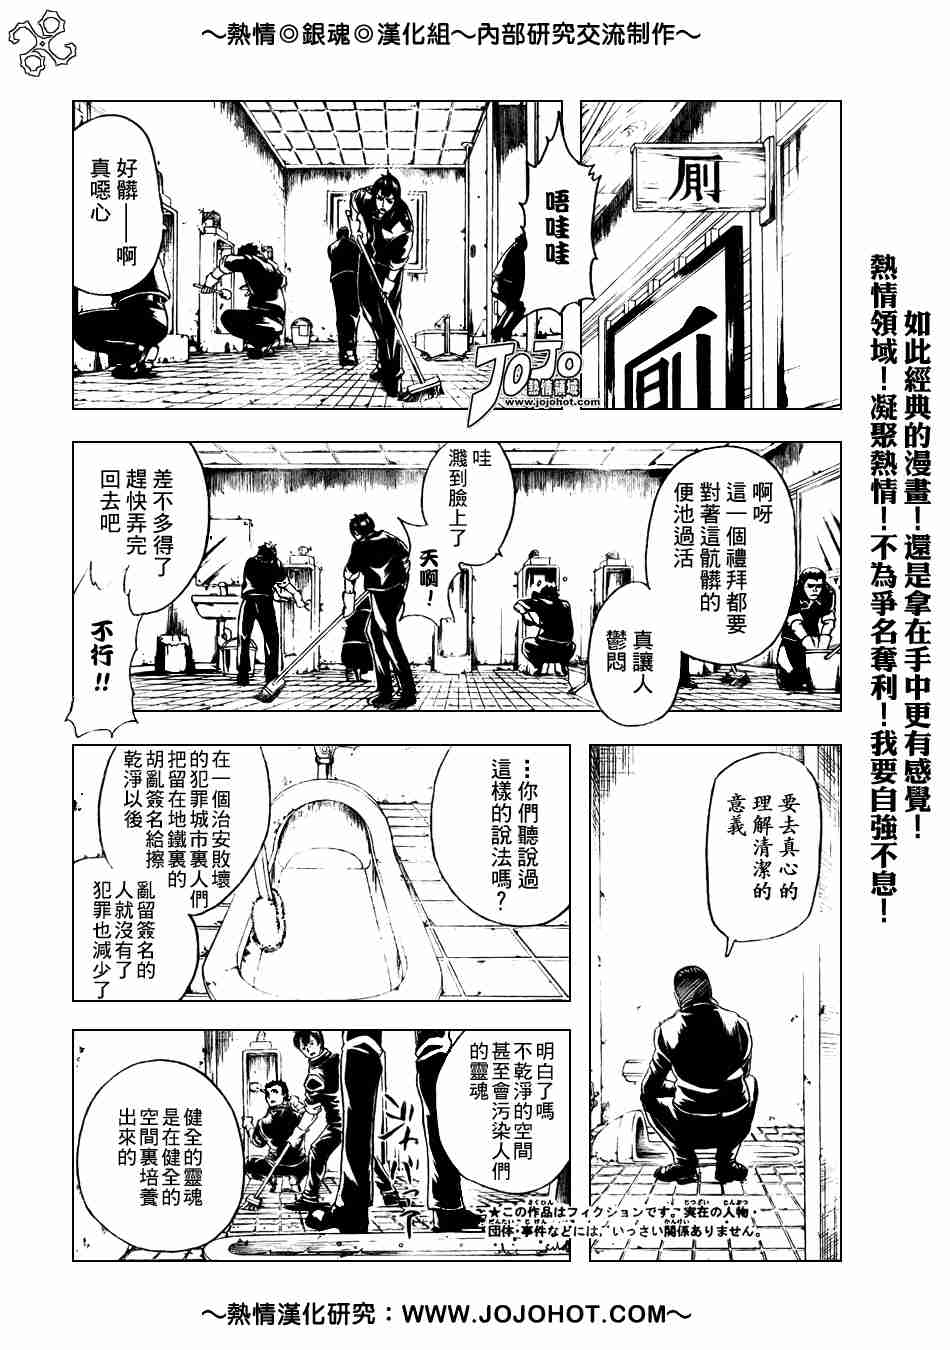 ～熱情◎銀魂◎漢化組～內部研究交流制作～
廁
廁
唔哇哇
好髒——啊
真噁心
JOJO
熱情領域
www.jojohot.com
如此經典的漫畫！還是拿在手中更有感覺！
熱情領域！凝聚熱情！不為爭名奪利！我要自強不息！
啊呀
這一個禮拜都要
對著這骯髒的
便池過活
真讓人
鬱悶
哇
濺到臉上了
天啊！
差不多得了
趕快弄完
回去吧
不行!!
要去真心的
理解清潔的
意義
…你們聽說過
這樣的說法嗎？
在一個治安敗壞
的犯罪城市裏人們
把留在地鐵裏的
胡亂簽名給擦
乾淨以後
亂留簽名的
人就沒有了
犯罪也減少了
明白了嗎
不乾淨的空間
甚至會污染人們
的靈魂
健全的靈魂
是在健全的
空間裏培養
出來的
★この作品はフィクションです。実在の人物・
団体・事件などには、いっさい関係ありません。
～熱情漢化研究：WWW.JOJOHOT.COM～